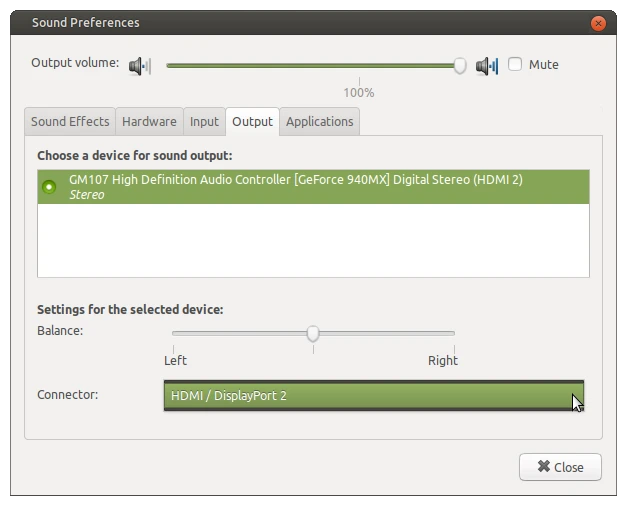 Sound Preferences
Output volume:
Mute
100%
Sound Effects
Hardware
Input
Output
Applications
Choose a device for sound output:
GM107 High Definition Audio Controller [GeForce 940MX] Digital Stereo (HDMI 2)
Stereo
Settings for the selected device:
Balance:
Left
Right
Connector:
HDMI / DisplayPort 2
Close